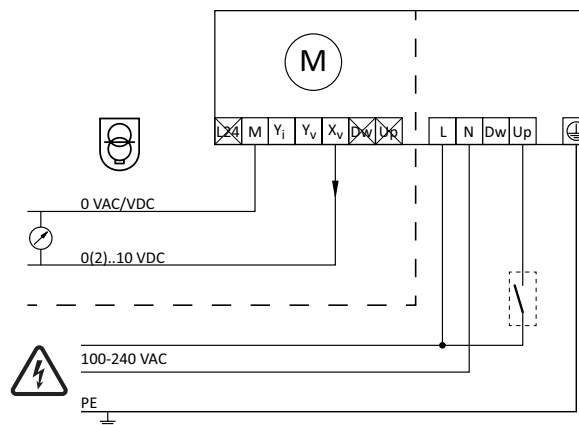 M
L24 M Yi Yv Xv Dw Up L N Dw Up
0 VAC/VDC
0(2)..10 VDC
100-240 VAC
PE